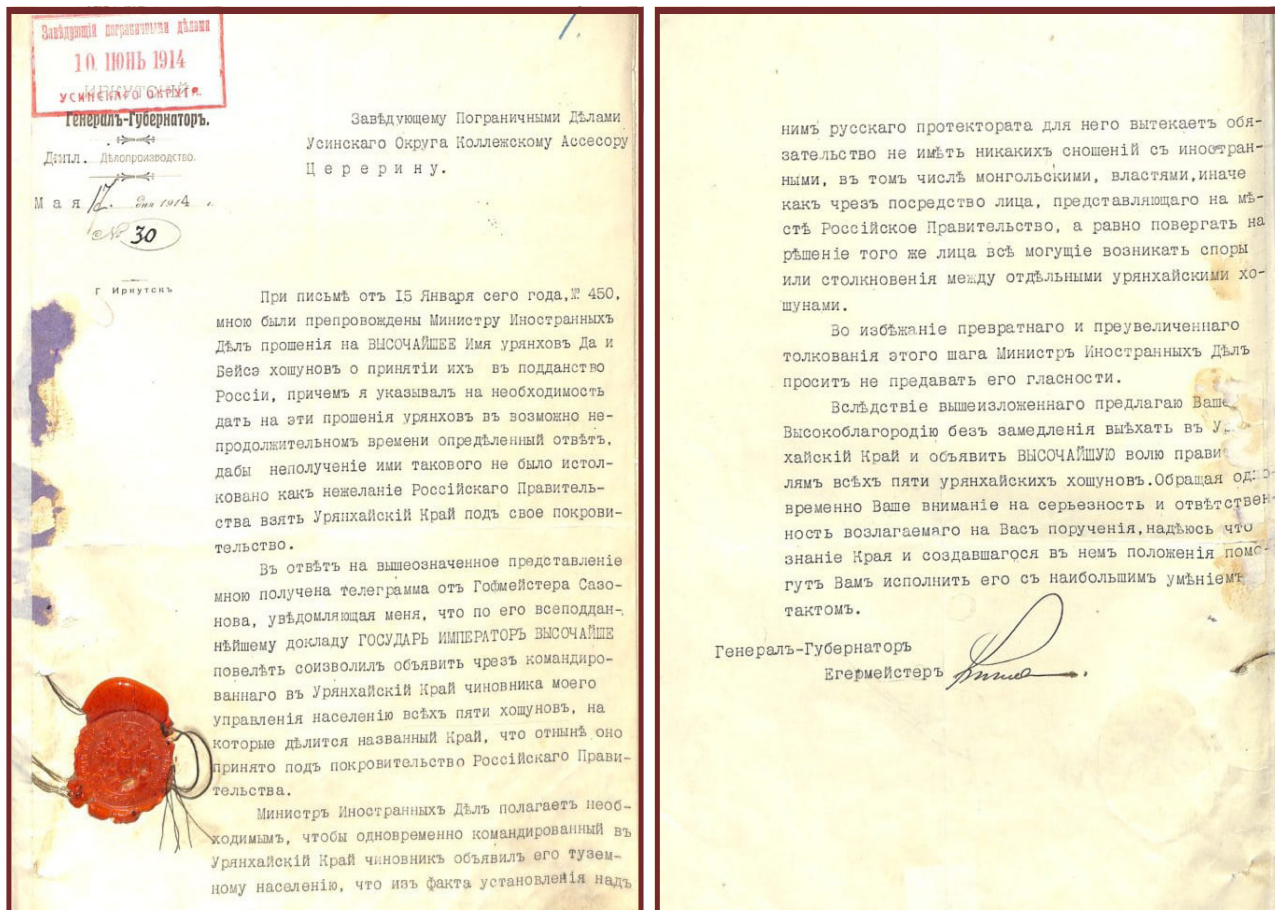 Завѣдующій пограничными дѣлами
10. ІЮНЬ 1914
УСИНСКАГО ОКРУГА.
ИРКУТСКІЙ
Генералъ-Губернаторъ.
Дѣлопроизводство.
Мая 17. дня 1914 г.
№ 30
Г Иркутскъ
1.
Завѣдующему Пограничными Дѣлами
Усинскаго Округа Коллежскому Ассесору
Церерину.
При письмѣ отъ I5 Января сего года,№ 450,
мною были препровождены Министру Иностранныхъ
Дѣлъ прошенія на ВЫСОЧАЙШЕЕ Имя урянховъ Да и
Бейсэ хошуновъ о принятіи ихъ въ подданство
Россіи, причемъ я указывалъ на необходимость
дать на эти прошенія урянховъ въ возможно не-
продолжительномъ времени опредѣленный отвѣтъ,
дабы неполученіе ими таковаго не было истол-
ковано какъ нежеланіе Россійскаго Правитель-
ства взять Урянхайскій Край подъ свое покрови-
тельство.
Въ отвѣтъ на вышеозначенное представленіе
мною получена телеграмма отъ Гофмейстера Сазо-
нова, увѣдомляющая меня, что по его всеподдан-
нѣйшему докладу ГОСУДАРЬ ИМПЕРАТОРЪ ВЫСОЧАЙШЕ
повелѣть соизволилъ объявить чрезъ командиро-
ваннаго въ Урянхайскій Край чиновника моего
управленія населенію всѣхъ пяти хошуновъ, на
которые дѣлится названный Край, что отнынѣ оно
принято подъ покровительство Россійскаго Прави-
тельства.
Министръ Иностранныхъ Дѣлъ полагаетъ необ-
ходимымъ, чтобы одновременно командированный въ
Урянхайскій Край чиновникъ объявилъ его тузем-
ному населенію, что изъ факта установленія надъ
нимъ русскаго протектората для него вытекаетъ обя-
зательство не имѣть никакихъ сношеній съ иностран-
ными, въ томъ числѣ монгольскими, властями,иначе
какъ чрезъ посредство лица, представляющаго на мѣ-
стѣ Россійское Правительство, а равно повергать на
рѣшеніе того же лица всѣ могущіе возникать споры
или столкновенія между отдѣльными урянхайскими хо-
шунами.
Во избѣжаніе превратнаго и преувеличеннаго
толкованія этого шага Министръ Иностранныхъ Дѣлъ
проситъ не предавать его гласности.
Вслѣдствіе вышеизложеннаго предлагаю Ваше
Высокоблагородію безъ замедленія выѣхать въ У
хайскій Край и объявить ВЫСОЧАЙШУЮ волю прави
лямъ всѣхъ пяти урянхайскихъ хошуновъ.Обращая одно-
временно Ваше вниманіе на серьезность и отвѣтствен-
ность возлагаемаго на Васъ порученія,надѣюсь что
знаніе Края и создавшагося въ немъ положенія помо-
гутъ Вамъ исполнить его съ наибольшимъ умѣніемъ
тактомъ.
Генералъ-Губернаторъ
Егермейстеръ